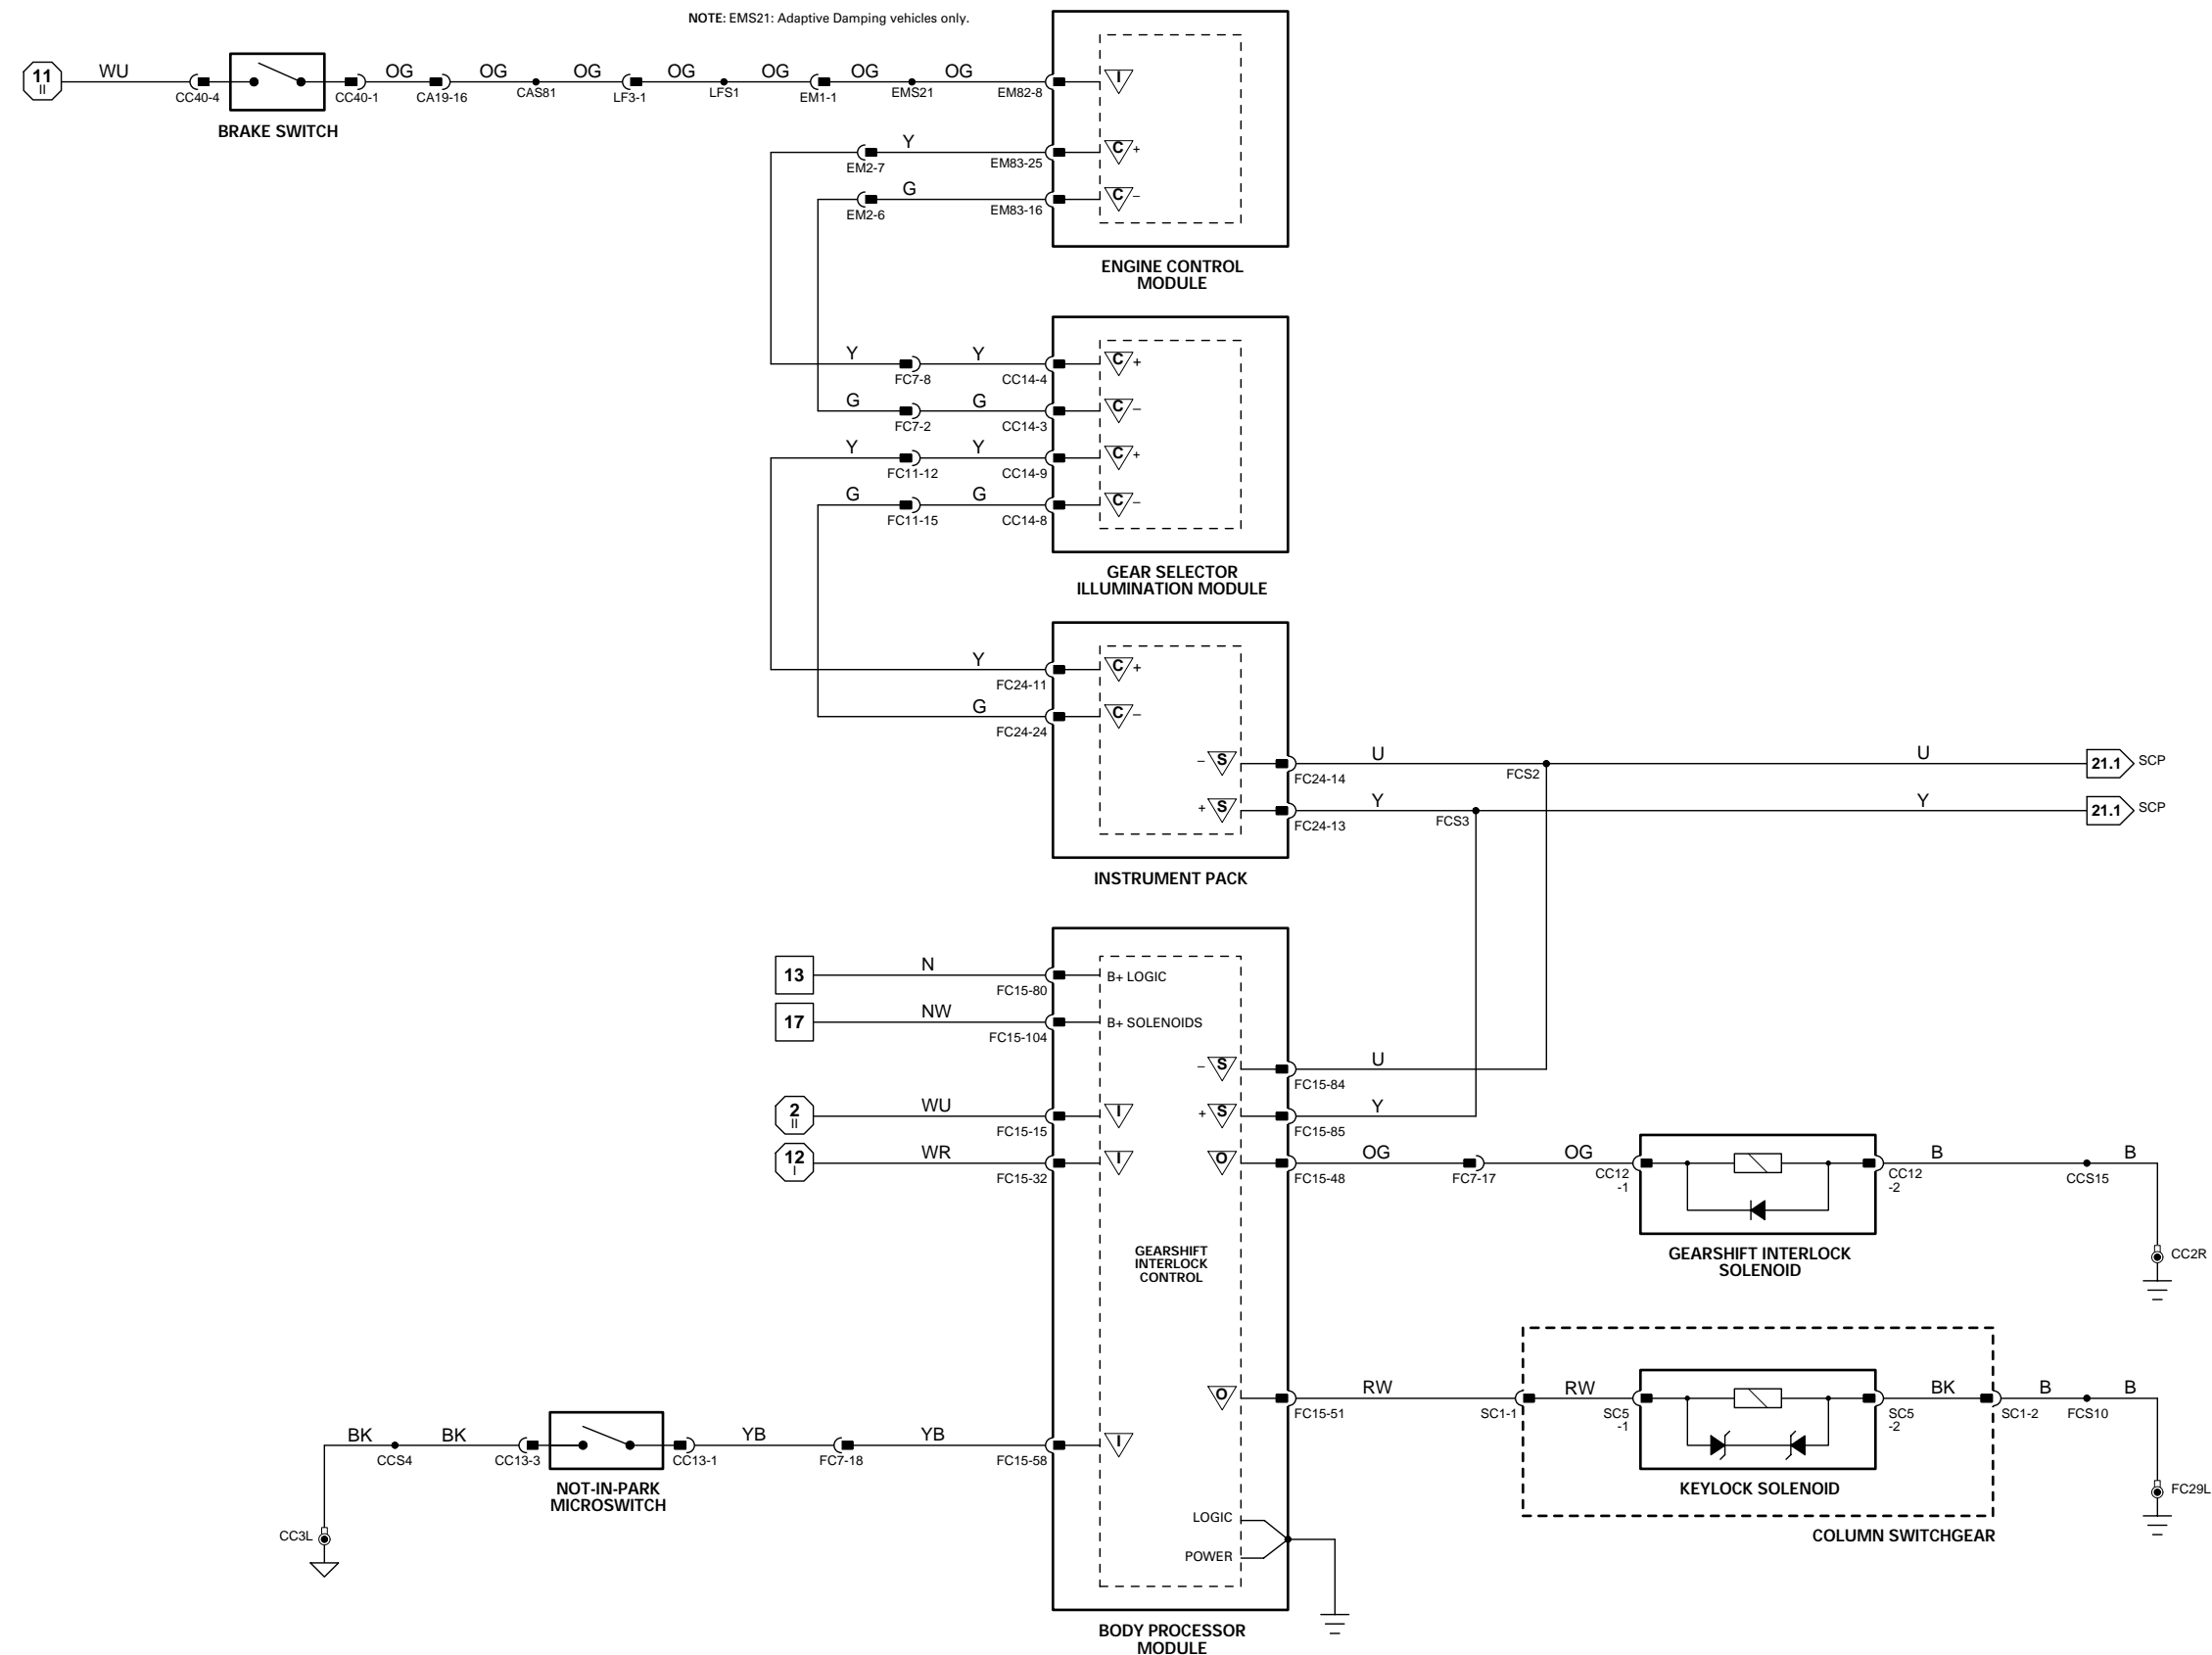 NOTE: EMS21: Adaptive Damping vehicles only.
11
II
WU
CC40-4
BRAKE SWITCH
CC40-1
OG
CA19-16
OG
CAS81
OG
LF3-1
OG
LFS1
OG
EM1-1
OG
EMS21
OG
EM82-8
I
EM2-7
Y
EM83-25
C
+
EM2-6
G
EM83-16
C
–
ENGINE CONTROL
MODULE
Y
FC7-8
Y
CC14-4
C
+
G
FC7-2
G
CC14-3
C
–
Y
FC11-12
Y
CC14-9
C
+
G
FC11-15
G
CC14-8
C
–
GEAR SELECTOR
ILLUMINATION MODULE
Y
FC24-11
C
+
G
FC24-24
C
–
– S
FC24-14
U
FCS2
U
21.1
SCP
+ S
FC24-13
Y
FCS3
Y
21.1
SCP
INSTRUMENT PACK
13
N
FC15-80
B+ LOGIC
17
NW
FC15-104
B+ SOLENOIDS
– S
FC15-84
U
2
II
WU
FC15-15
I
+ S
FC15-85
Y
12
I
WR
FC15-32
I
O
FC15-48
OG
FC7-17
OG
CC12
-1
CC12
-2
B
CCS15
B
GEARSHIFT INTERLOCK
SOLENOID
CC2R
GEARSHIFT
INTERLOCK
CONTROL
O
FC15-51
RW
SC1-1
RW
SC5
-1
SC5
-2
BK
SC1-2
B
FCS10
B
KEYLOCK SOLENOID
FC29L
COLUMN SWITCHGEAR
BK
CCS4
BK
CC13-3
NOT-IN-PARK
MICROSWITCH
CC13-1
YB
FC7-18
YB
FC15-58
I
CC3L
LOGIC
POWER
BODY PROCESSOR
MODULE